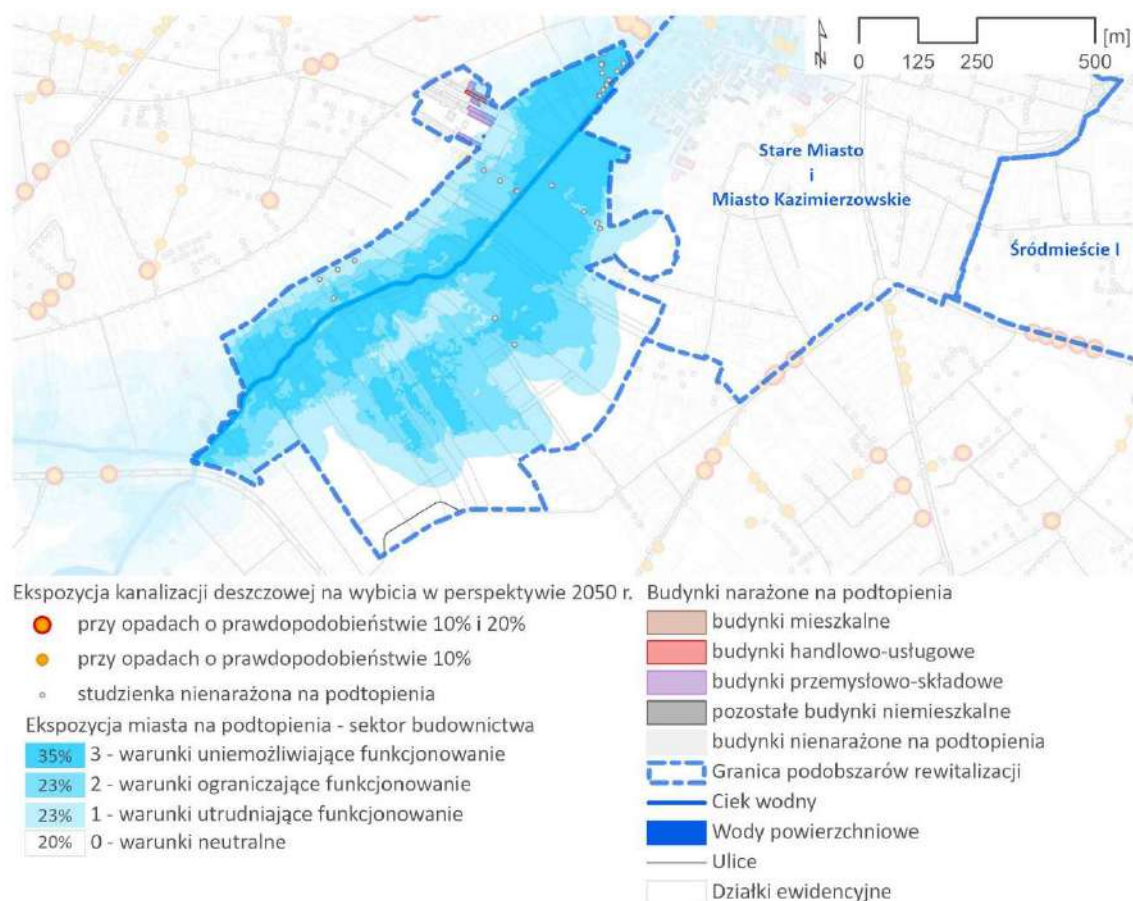 N
[m]
0 125 250 500
Stare Miasto
i
Miasto Kazimierzowskie
Śródmieście I
Ekspozycja kanalizacji deszczowej na wybicia w perspektywie 2050 r.
przy opadach o prawdopodobieństwie 10% i 20%
przy opadach o prawdopodobieństwie 10%
studzienka nienarażona na podtopienia
Ekspozycja miasta na podtopienia - sektor budownictwa
35% 3 - warunki uniemożliwiające funkcjonowanie
23% 2 - warunki ograniczające funkcjonowanie
23% 1 - warunki utrudniające funkcjonowanie
20% 0 - warunki neutralne
Budynki narażone na podtopienia
budynki mieszkalne
budynki handlowo-usługowe
budynki przemysłowo-składowe
pozostałe budynki niemieszkalne
budynki nienarażone na podtopienia
Granica podobszarów rewitalizacji
Ciek wodny
Wody powierzchniowe
Ulice
Działki ewidencyjne